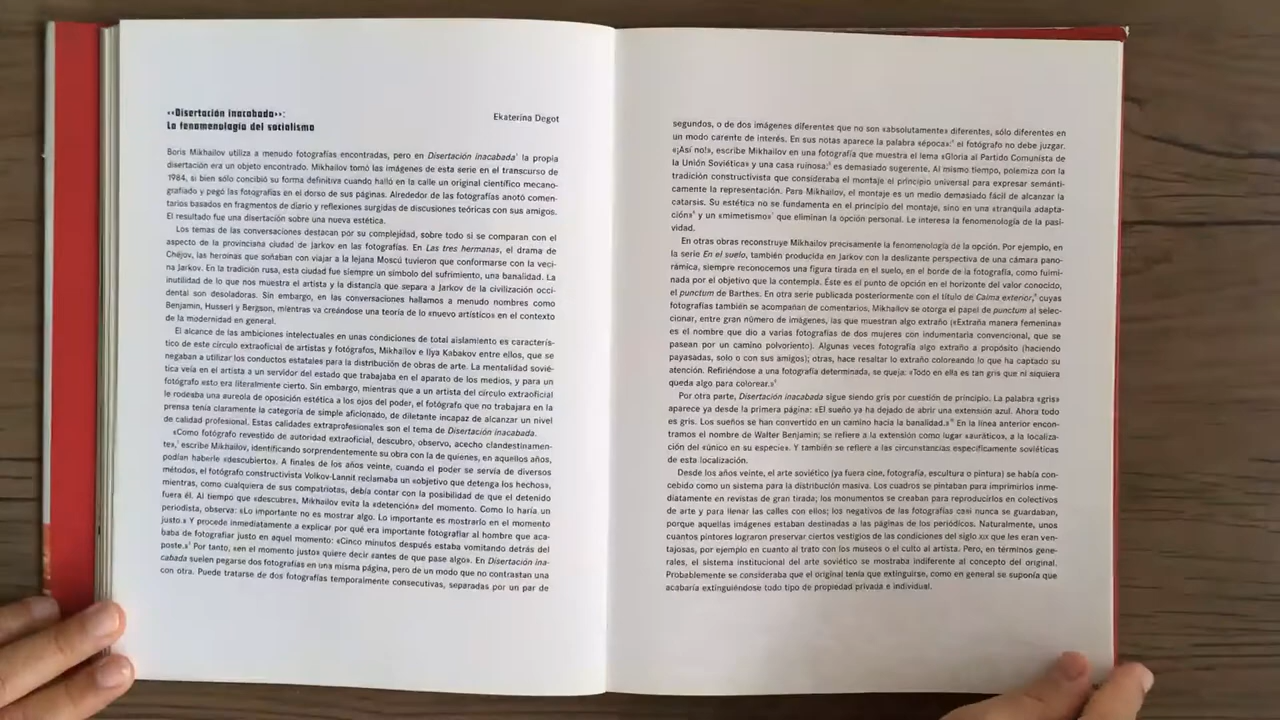 ««Disertación inacabada»»:
La fenomenología del socialismo
Ekaterina Degot
Boris Mikhailov utiliza a menudo fotografías encontradas, pero en Disertación inacabada¹ la propia
disertación era un objeto encontrado. Mikhailov tomó las imágenes de esta serie en el transcurso de
1984, si bien sólo concibió su forma definitiva cuando halló en la calle un original científico mecano-
grafiado y pegó las fotografías en el dorso de sus páginas. Alrededor de las fotografías anotó comen-
tarios basados en fragmentos de diario y reflexiones surgidas de discusiones teóricas con sus amigos.
El resultado fue una disertación sobre una nueva estética.
Los temas de las conversaciones destacan por su complejidad, sobre todo si se comparan con el
aspecto de la provinciana ciudad de Jarkov en las fotografías. En Las tres hermanas, el drama de
Chéjov, las heroínas que soñaban con viajar a la lejana Moscú tuvieron que conformarse con la veci-
na Jarkov. En la tradición rusa, esta ciudad fue siempre un símbolo del sufrimiento, una banalidad. La
inutilidad de lo que nos muestra el artista y la distancia que separa a Jarkov de la civilización occi-
dental son desoladoras. Sin embargo, en las conversaciones hallamos a menudo nombres como
Benjamin, Husserl y Bergson, mientras va creándose una teoría de lo «nuevo artístico» en el contexto
de la modernidad en general.
El alcance de las ambiciones intelectuales en unas condiciones de total aislamiento es caracterís-
tico de este círculo extraoficial de artistas y fotógrafos, Mikhailov e Ilya Kabakov entre ellos, que se
negaban a utilizar los conductos estatales para la distribución de obras de arte. La mentalidad sovié-
tica veía en el artista a un servidor del estado que trabajaba en el aparato de los medios, y para un
fotógrafo esto era literalmente cierto. Sin embargo, mientras que a un artista del círculo extraoficial
le rodeaba una aureola de oposición estética a los ojos del poder, el fotógrafo que no trabajara en la
prensa tenía claramente la categoría de simple aficionado, de diletante incapaz de alcanzar un nivel
de calidad profesional. Estas calidades extraprofesionales son el tema de Disertación inacabada.
«Como fotógrafo revestido de autoridad extraoficial, descubro, observo, acecho clandestinamen-
te», escribe Mikhailov, identificando sorprendentemente su obra con la de quienes, en aquellos años,
podían haberle «descubierto». A finales de los años veinte, cuando el poder se servía de diversos
métodos, el fotógrafo constructivista Volkov-Lannit reclamaba un «objetivo que detenga los hechos»,
mientras, como cualquiera de sus compatriotas, debía contar con la posibilidad de que el detenido
fuera él. Al tiempo que «descubre», Mikhailov evita la «detención» del momento. Como lo haría un
periodista, observa: «Lo importante no es mostrar algo. Lo importante es mostrarlo en el momento
justo.» Y procede inmediatamente a explicar por qué era importante fotografiar al hombre que aca-
baba de fotografiar justo en aquel momento: «Cinco minutos después estaba vomitando detrás del
poste.» Por tanto, «en el momento justo» quiere decir «antes de que pase algo». En Disertación ina-
cabada suelen pegarse dos fotografías en una misma página, pero de un modo que no contrastan una
con otra. Puede tratarse de dos fotografías temporalmente consecutivas, separadas por un par de
segundos, o de dos imágenes diferentes que no son «absolutamente» diferentes, sólo diferentes en
un modo carente de interés. En sus notas aparece la palabra «época»: el fotógrafo no debe juzgar.
«¡Así no!», escribe Mikhailov en una fotografía que muestra el lema «Gloria al Partido Comunista de
la Unión Soviética» y una casa ruinosa: es demasiado sugerente. Al mismo tiempo, polemiza con la
tradición constructivista que consideraba el montaje el principio universal para expresar semánti-
camente la representación. Para Mikhailov, el montaje es un medio demasiado fácil de alcanzar la
catarsis. Su estética no se fundamenta en el principio del montaje, sino en una «tranquila adapta-
ción» y un «mimetismo» que eliminan la opción personal. Le interesa la fenomenología de la pasi-
vidad.
En otras obras reconstruye Mikhailov precisamente la fenomenología de la opción. Por ejemplo, en
la serie En el suelo, también producida en Jarkov con la deslizante perspectiva de una cámara pano-
rámica, siempre reconocemos una figura tirada en el suelo, en el borde de la fotografía, como fulmi-
nada por el objetivo que la contempla. Éste es el punto de opción en el horizonte del valor conocido,
el punctum de Barthes. En otra serie publicada posteriormente con el título de Calma exterior, cuyas
fotografías también se acompañan de comentarios, Mikhailov se otorga el papel de punctum al selec-
cionar, entre gran número de imágenes, las que muestran algo extraño («Extraña manera femenina»
es el nombre que dio a varias fotografías de dos mujeres con indumentaria convencional, que se
pasean por un camino polvoriento). Algunas veces fotografía algo extraño a propósito (haciendo
payasadas, solo o con sus amigos); otras, hace resaltar lo extraño coloreando lo que ha captado su
atención. Refiriéndose a una fotografía determinada, se queja: «Todo en ella es tan gris que ni siquiera
queda algo para colorear.»
Por otra parte, Disertación inacabada sigue siendo gris por cuestión de principio. La palabra «gris»
aparece ya desde la primera página: «El sueño ya ha dejado de abrir una extensión azul. Ahora todo
es gris. Los sueños se han convertido en un camino hacia la banalidad.» En la línea anterior encon-
tramos el nombre de Walter Benjamin; se refiere a la extensión como lugar «aurático», a la localiza-
ción del «único en su especie». Y también se refiere a las circunstancias específicamente soviéticas
de esta localización.
Desde los años veinte, el arte soviético (ya fuera cine, fotografía, escultura o pintura) se había con-
cebido como un sistema para la distribución masiva. Los cuadros se pintaban para imprimirlos inme-
diatamente en revistas de gran tirada; los monumentos se creaban para reproducirlos en colectivos
de arte y para llenar las calles con ellos; los negativos de las fotografías casi nunca se guardaban,
porque aquellas imágenes estaban destinadas a las páginas de los periódicos. Naturalmente, unos
cuantos pintores lograron preservar ciertos vestigios de las condiciones del siglo XIX que les eran ven-
tajosas, por ejemplo en cuanto al trato con los museos o el culto al artista. Pero, en términos gene-
rales, el sistema institucional del arte soviético se mostraba indiferente al concepto del original.
Probablemente se consideraba que el original tenía que extinguirse, como en general se suponía que
acabaría extinguiéndose todo tipo de propiedad privada e individual.